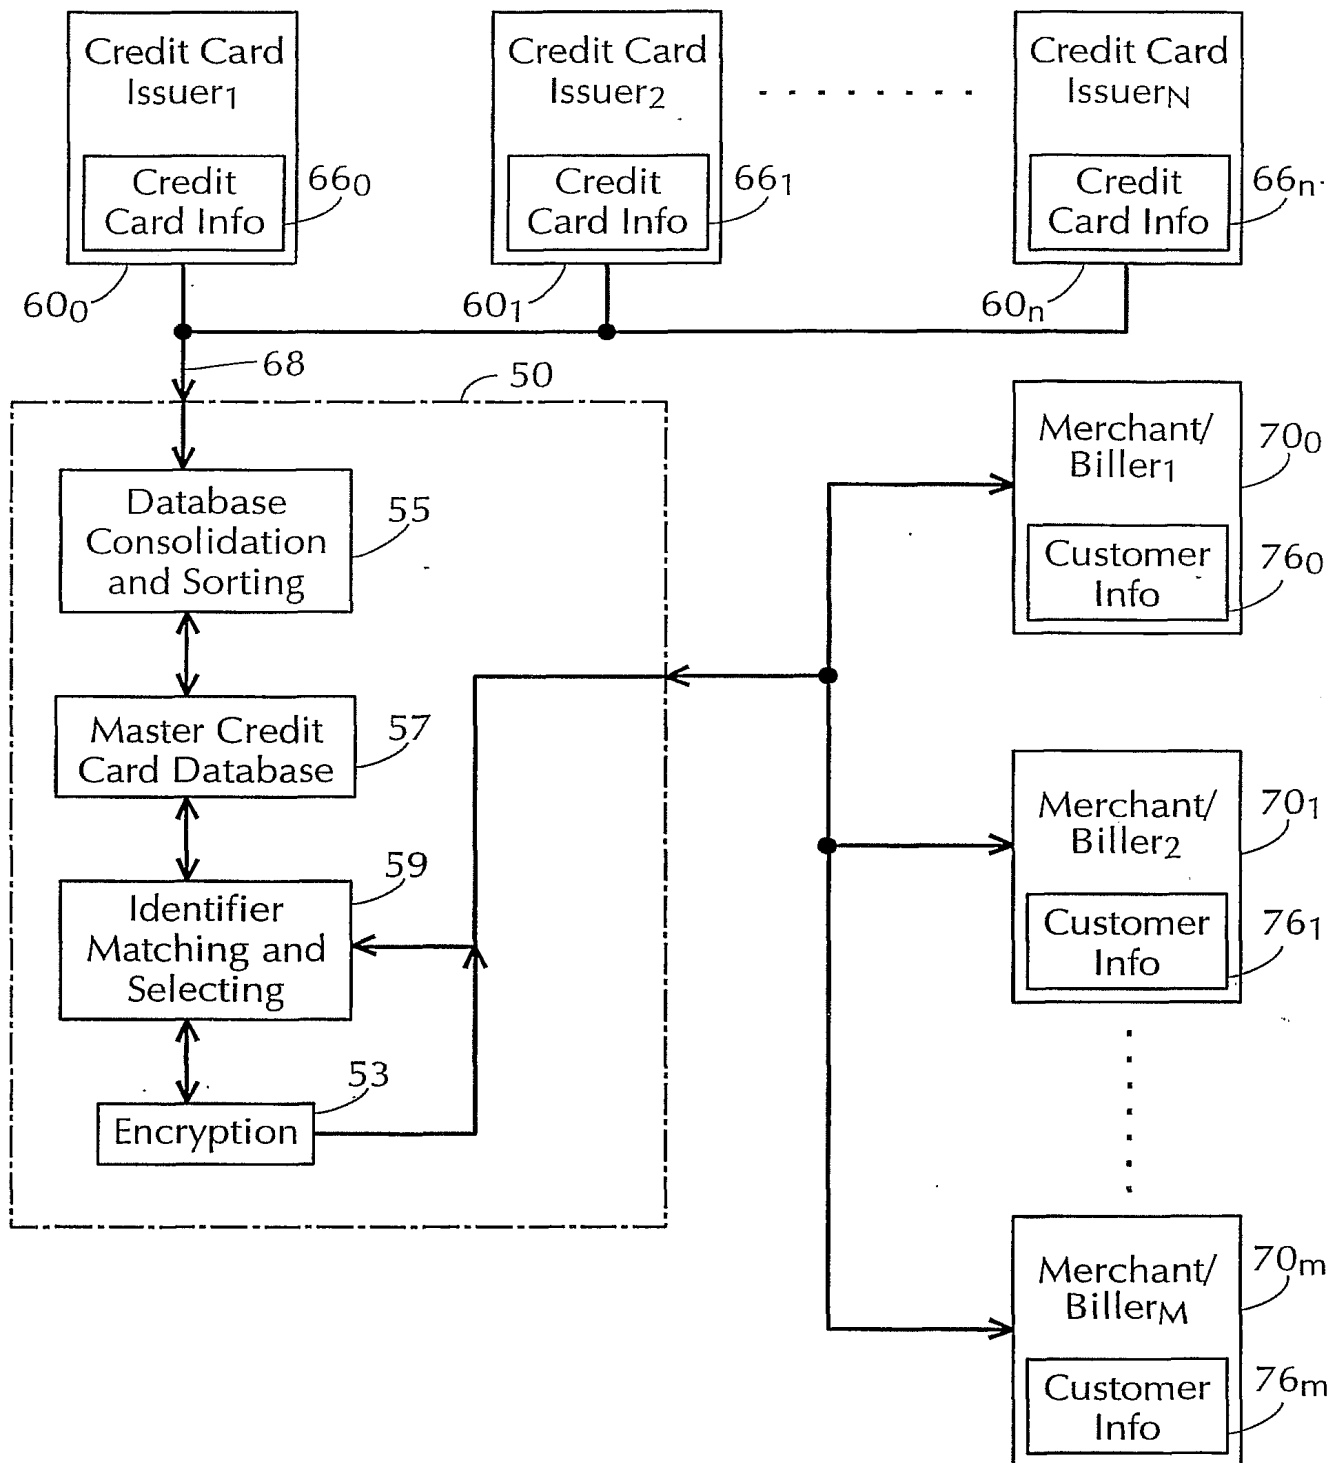 Credit Card
Issuer1
Credit Card
Issuer2
Credit Card
IssuerN
Credit
Card Info
660
Credit
Card Info
661
Credit
Card Info
66n
600
601
60n
68
50
Database
Consolidation
and Sorting
55
Master Credit
Card Database
57
Identifier
Matching and
Selecting
59
Encryption
53
Merchant/
Biller1
700
Customer
Info
760
Merchant/
Biller2
701
Customer
Info
761
Merchant/
BillerM
70m
Customer
Info
76m